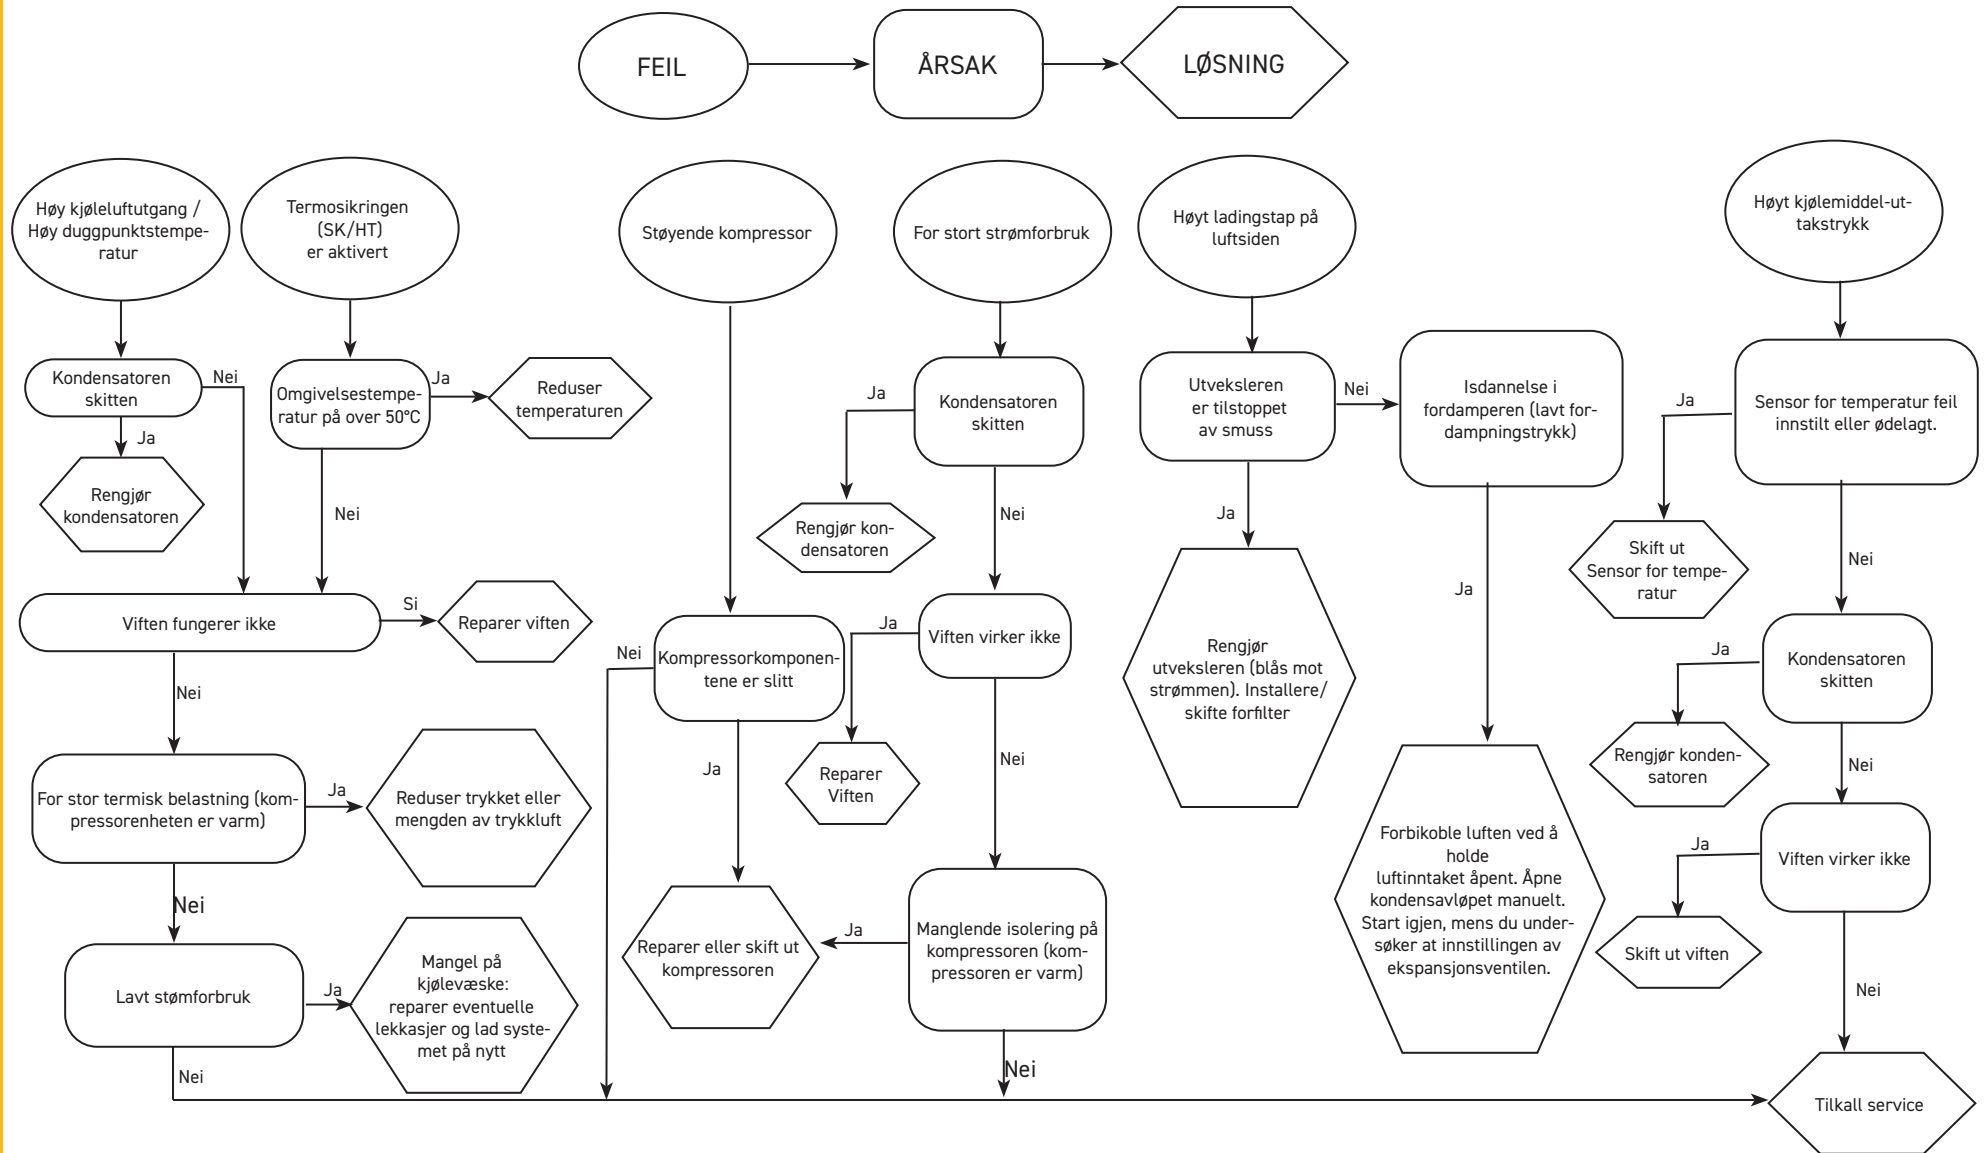 FEIL
ÅRSAK
LØSNING
Høy kjøleluftutgang /
Høy duggpunktstempe-
ratur
Termosikringen
(SK/HT)
er aktivert
Støyende kompressor
For stort strømforbruk
Høyt ladingstap på
luftsiden
Høyt kjølemiddel-ut-
takstrykk
Kondensatoren
skitten
Nei
Ja
Rengjør
kondensatoren
Omgivelsestempe-
ratur på over 50°C
Ja
Reduser
temperaturen
Nei
Viften fungerer ikke
Si
Reparer viften
Nei
For stor termisk belastning (kom-
pressorenheten er varm)
Ja
Reduser trykket eller
mengden av trykkluft
Nei
Lavt stømforbruk
Ja
Mangel på
kjølevæske:
reparer eventuelle
lekkasjer og lad syste-
met på nytt
Nei
Nei
Kompressorkomponen-
tene er slitt
Ja
Reparer eller skift ut
kompressoren
Kondensatoren
skitten
Ja
Rengjør kon-
densatoren
Nei
Viften virker ikke
Ja
Reparer
Viften
Nei
Manglende isolering på
kompressoren (kom-
pressoren er varm)
Ja
Nei
Utveksleren
er tilstoppet
av smuss
Nei
Ja
Rengjør
utveksleren (blås mot
strømmen). Installere/
skifte forfilter
Isdannelse i
fordamperen (lavt for-
dampningstrykk)
Ja
Forbikoble luften ved å
holde
luftinntaket åpent. Åpne
kondensavløpet manuelt.
Start igjen, mens du under-
søker at innstillingen av
ekspansjonsventilen.
Sensor for temperatur feil
innstilt eller ødelagt.
Ja
Skift ut
Sensor for tempe-
ratur
Nei
Kondensatoren
skitten
Ja
Rengjør konden-
satoren
Nei
Viften virker ikke
Ja
Skift ut viften
Nei
Tilkall service